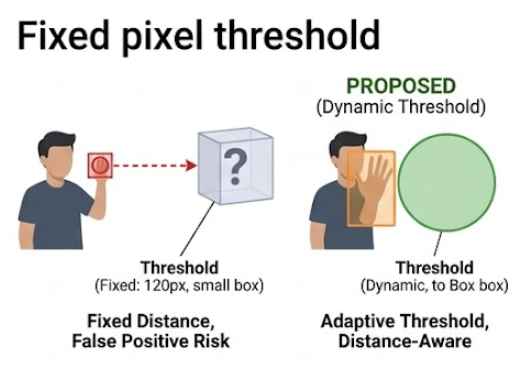 Fixed pixel threshold
PROPOSED
(Dynamic Threshold)
?
Threshold
(Fixed: 120px, small box)
Fixed Distance,
False Positive Risk
Threshold
(Dynamic, to Box box)
Adaptive Threshold,
Distance-Aware